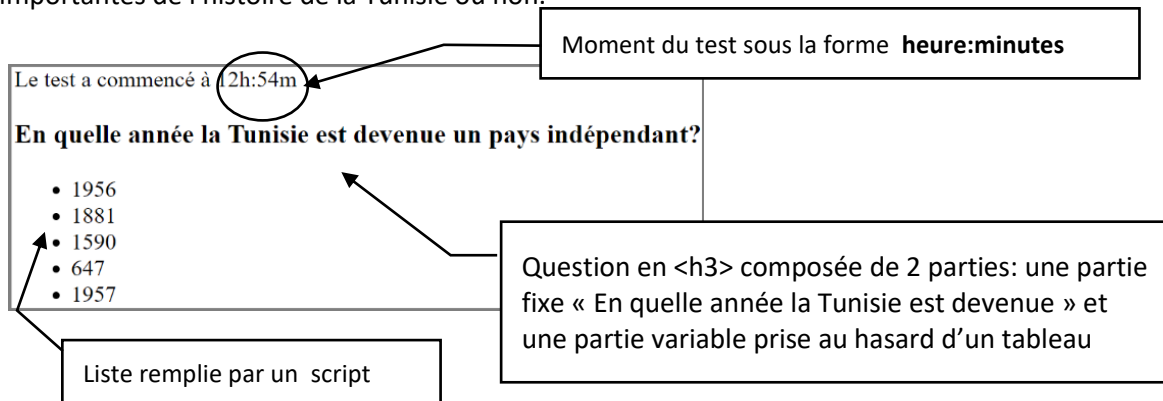 importantes de l'histoire de la Tunisie ou non.
Moment du test sous la forme heure:minutes
Le test a commencé à 12h:54m
En quelle année la Tunisie est devenue un pays indépendant?
• 1956
• 1881
• 1590
• 647
• 1957
Question en <h3> composée de 2 parties: une partie
fixe « En quelle année la Tunisie est devenue » et
une partie variable prise au hasard d'un tableau
Liste remplie par un script